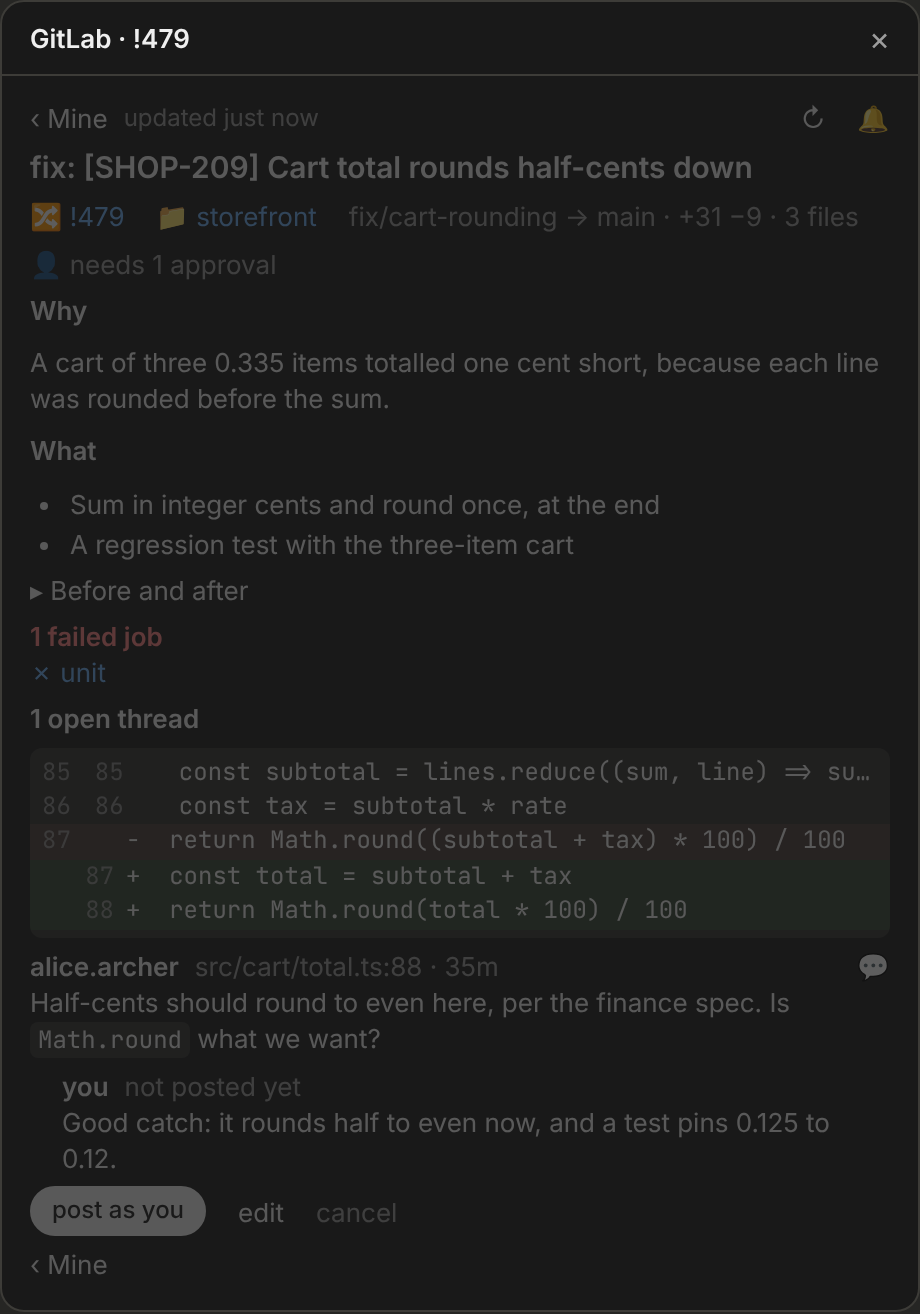 GitLab · !479
×
‹ Mine updated just now
fix: [SHOP-209] Cart total rounds half-cents down
!479 storefront fix/cart-rounding → main · +31 −9 · 3 files
needs 1 approval
Why
A cart of three 0.335 items totalled one cent short, because each line
was rounded before the sum.
What
• Sum in integer cents and round once, at the end
• A regression test with the three-item cart
▸ Before and after
1 failed job
× unit
1 open thread
85 85 const subtotal = lines.reduce((sum, line) => su…
86 86 const tax = subtotal * rate
87 - return Math.round((subtotal + tax) * 100) / 100
87 + const total = subtotal + tax
88 + return Math.round(total * 100) / 100
alice.archer src/cart/total.ts:88 · 35m
Half-cents should round to even here, per the finance spec. Is
Math.round what we want?
you not posted yet
Good catch: it rounds half to even now, and a test pins 0.125 to
0.12.
post as you edit cancel
‹ Mine